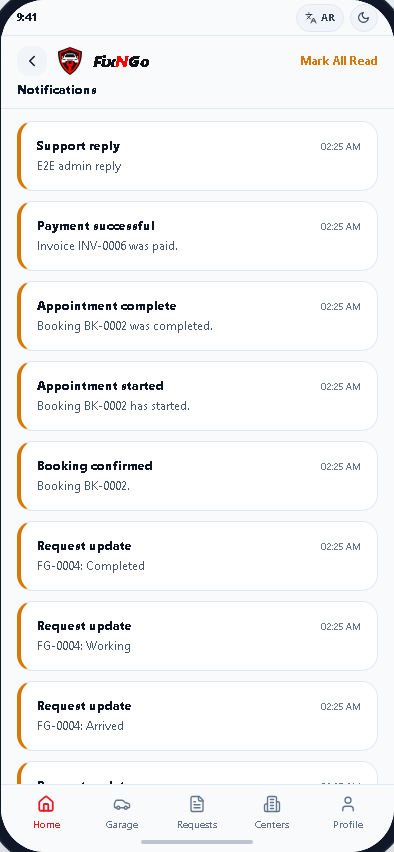 9:41
AR
FixNGo
Mark All Read
Notifications
Support reply
02:25 AM
E2E admin reply
Payment successful
02:25 AM
Invoice INV-0006 was paid.
Appointment complete
02:25 AM
Booking BK-0002 was completed.
Appointment started
02:25 AM
Booking BK-0002 has started.
Booking confirmed
02:25 AM
Booking BK-0002.
Request update
02:25 AM
FG-0004: Completed
Request update
02:25 AM
FG-0004: Working
Request update
02:25 AM
FG-0004: Arrived
Home
Garage
Requests
Centers
Profile